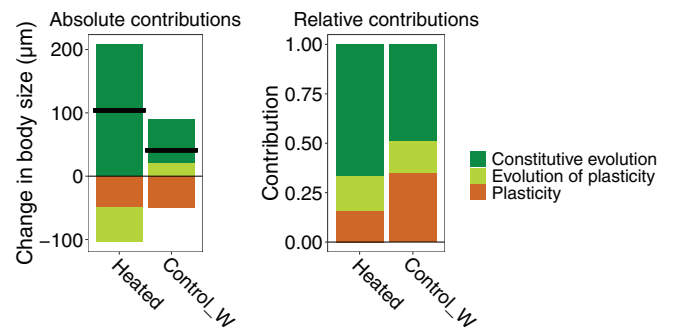 Absolute contributions
Change in body size (µm)
200
100
0
−100
Heated
Control_W
Relative contributions
Contribution
1.00
0.75
0.50
0.25
0.00
Heated
Control_W
Constitutive evolution
Evolution of plasticity
Plasticity